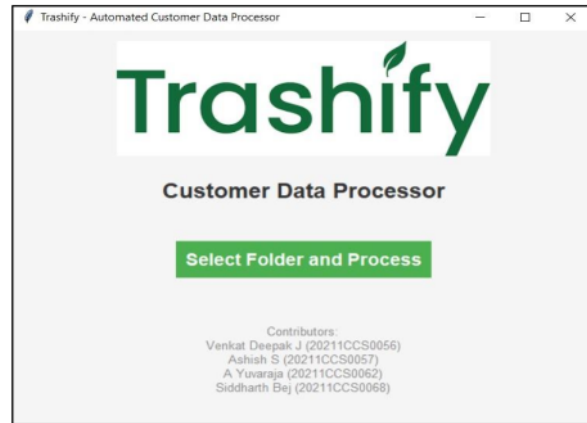 Trashify - Automated Customer Data Processor
Trashify
Customer Data Processor
Select Folder and Process
Contributors:
Venkat Deepak J (20211CCS0056)
Ashish S (20211CCS0057)
A Yuvaraja (20211CCS0062)
Siddharth Bej (20211CCS0068)